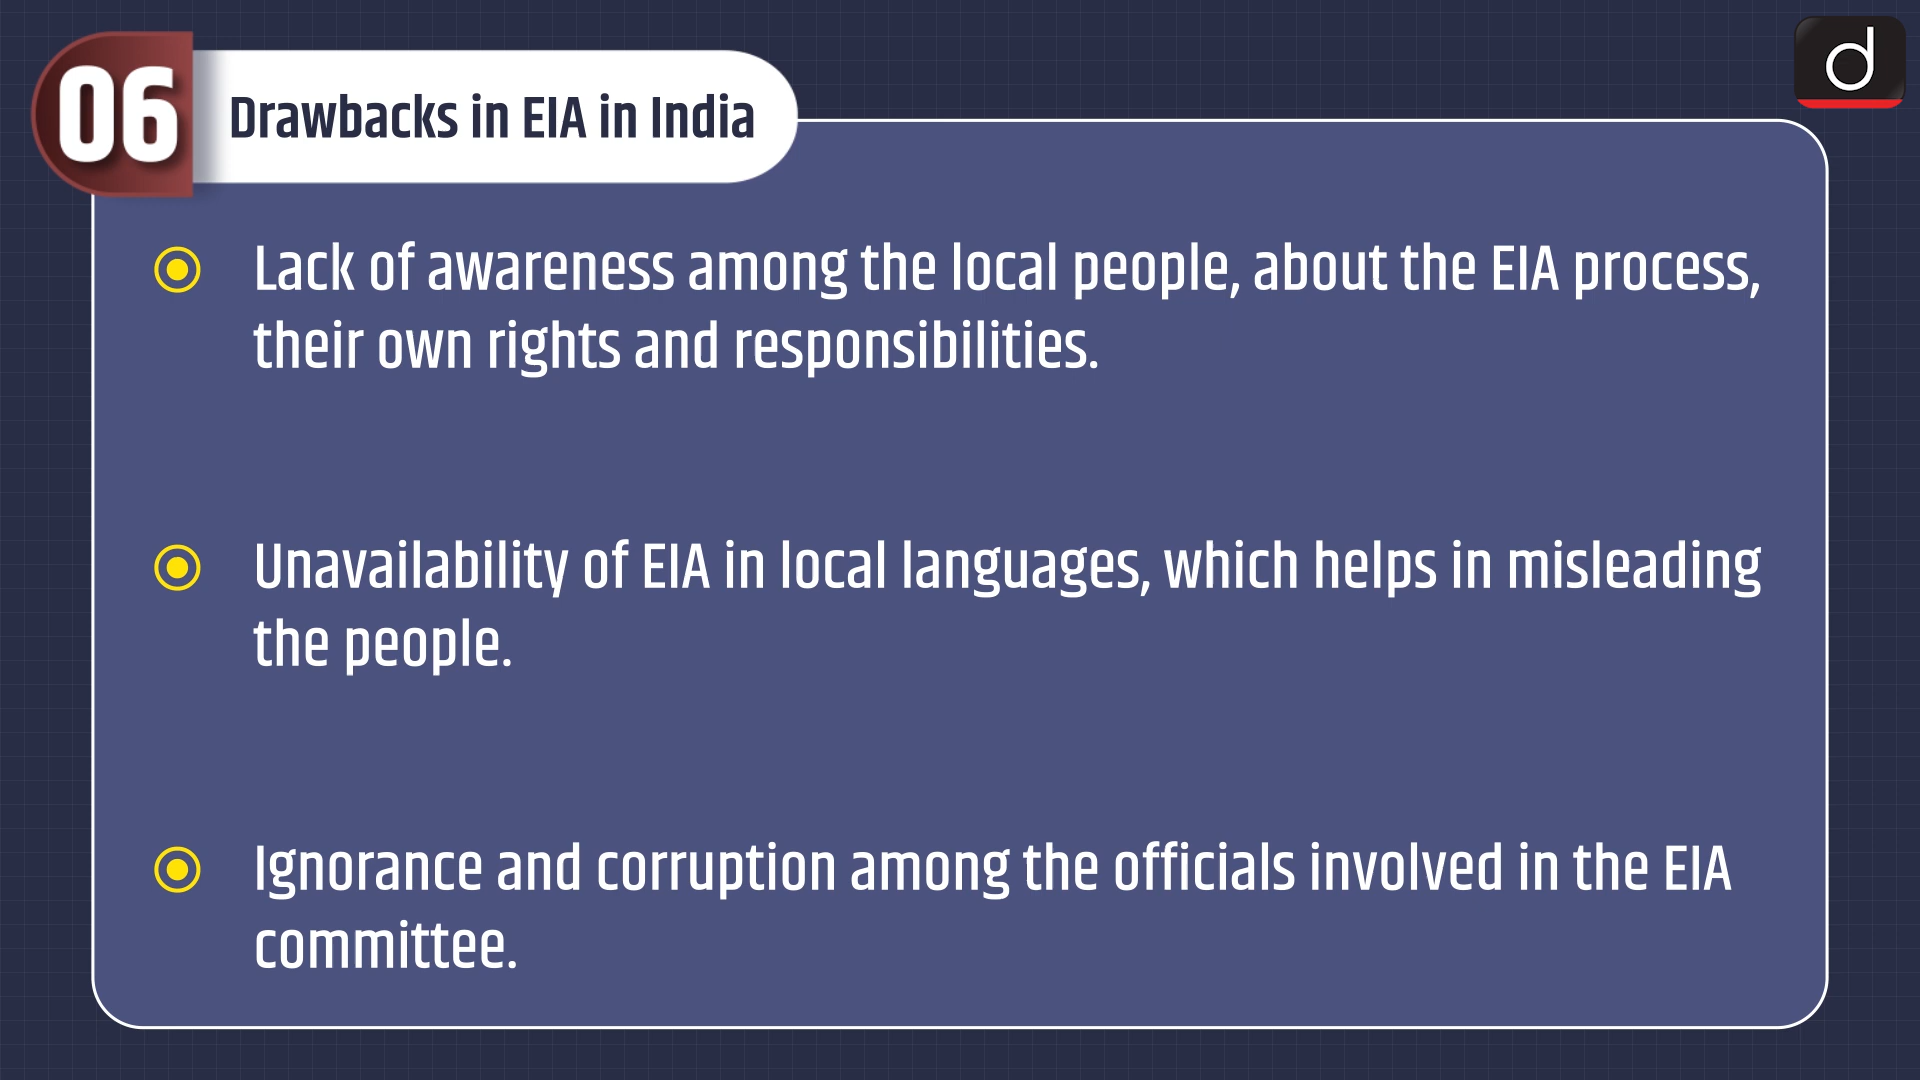 06
Drawbacks in EIA in India
d
Lack of awareness among the local people, about the EIA process,
their own rights and responsibilities.
Unavailability of EIA in local languages, which helps in misleading
the people.
Ignorance and corruption among the officials involved in the EIA
committee.